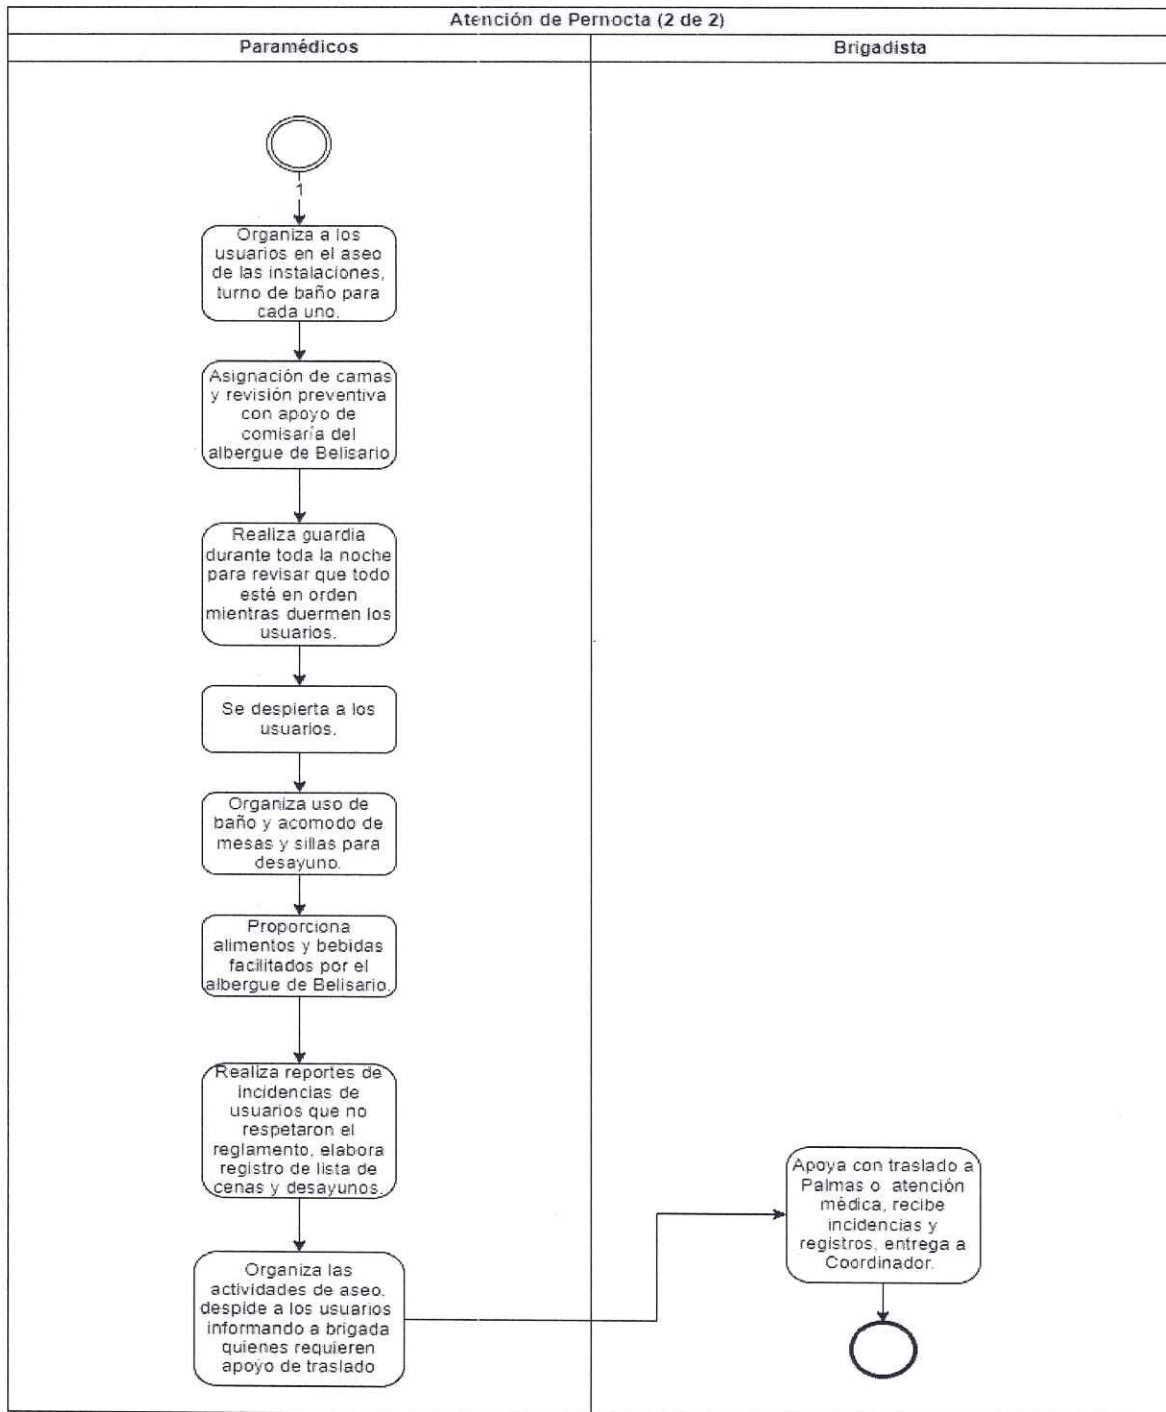 Atención de Pernocta (2 de 2)
Paramédicos
Brigadista
1
Organiza a los
usuarios en el aseo
de las instalaciones,
turno de baño para
cada uno.
Asignación de camas
y revisión preventiva
con apoyo de
comisaría del
albergue de Belisario
Realiza guardia
durante toda la noche
para revisar que todo
esté en orden
mientras duermen los
usuarios.
Se despierta a los
usuarios.
Organiza uso de
baño y acomodo de
mesas y sillas para
desayuno.
Proporciona
alimentos y bebidas
facilitados por el
albergue de Belisario.
Realiza reportes de
incidencias de
usuarios que no
respetaron el
reglamento, elabora
registro de lista de
cenas y desayunos.
Organiza las
actividades de aseo,
despide a los usuarios
informando a brigada
quienes requieren
apoyo de traslado
Apoya con traslado a
Palmas o atención
médica, recibe
incidencias y
registros, entrega a
Coordinador.